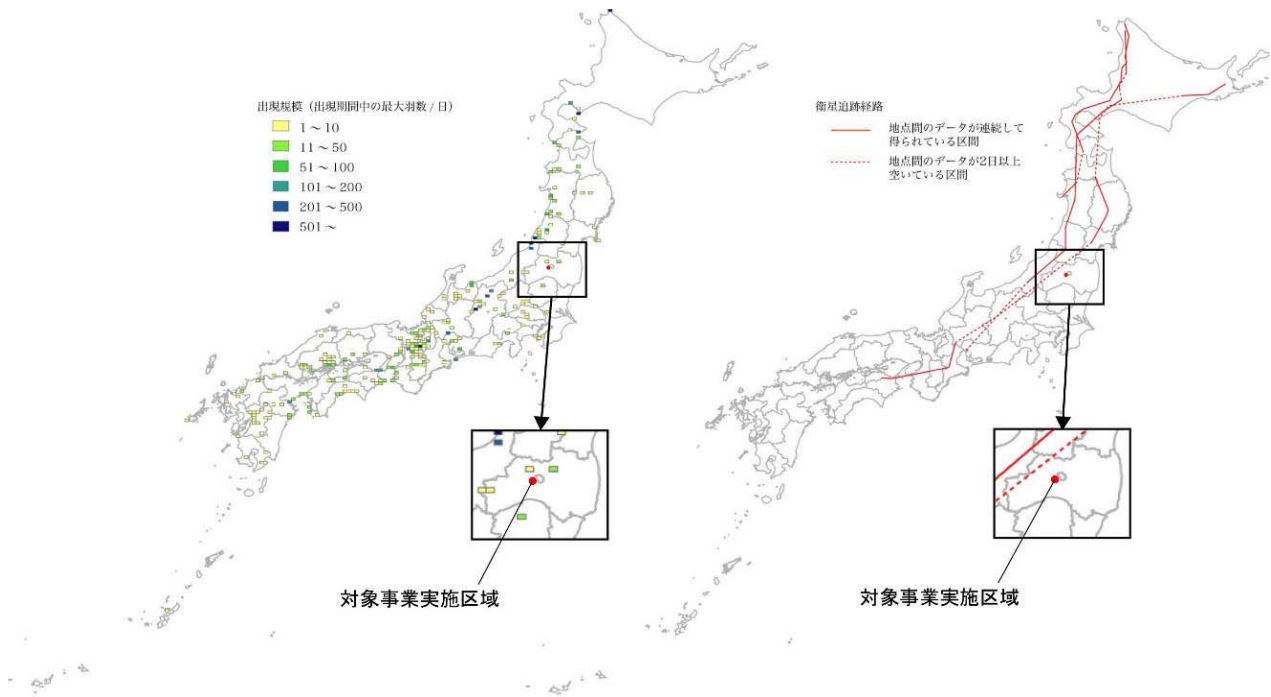 出現規模（出現期間中の最大羽数 / 日）
1～10
11～50
51～100
101～200
201～500
501～
対象事業実施区域
衛星追跡経路
地点間のデータが連続して
得られている区間
地点間のデータが2日以上
空いている区間
対象事業実施区域